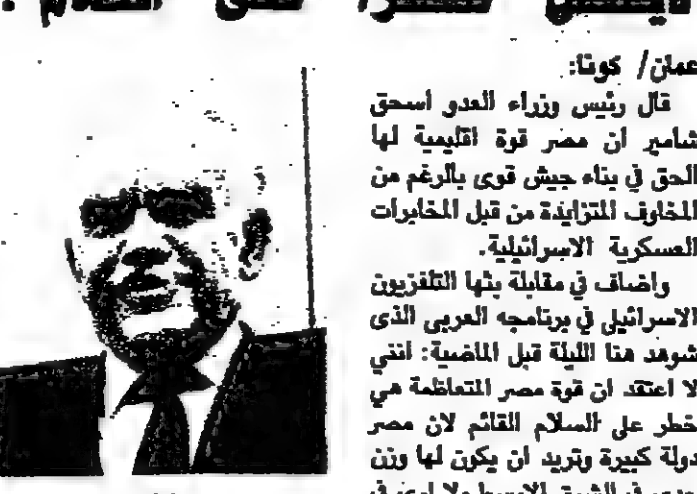 عمان/ كونا:
قال رئيس وزراء العدو اسحق
شامير ان مصر قوة اقليمية لها
الحق في بناء جيش قوى بالرغم من
المخاوف المتزايدة من قبل المخابرات
العسكرية الاسرائيلية.
واضاف في مقابلة بثها التلفزيون
الاسرائيلي في برنامجه العربي الذى
شوهد هنا الليلة قبل الماضية: انني
لا اعتقد ان قوة مصر المتعاظمة هي
خطر على السلام القائم لان مصر
دولة كبيرة وتريد ان يكون لها وزن